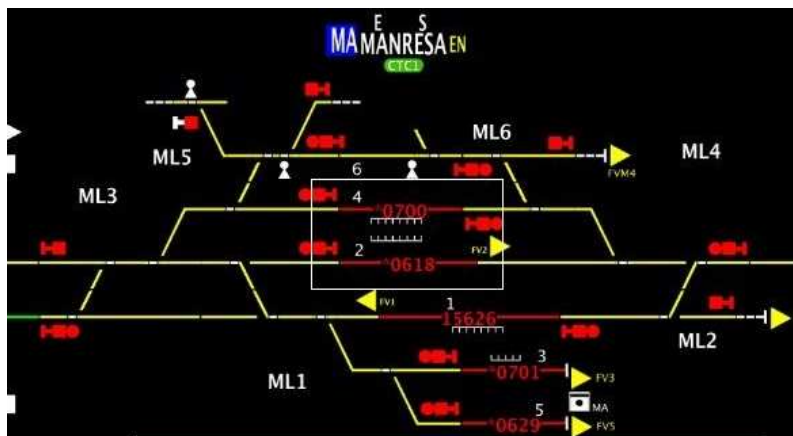 E S
MA MANRESA EN
CTC1
ML6
ML5
ML4
FVM4
6
ML3
4
'0700
2
'0618
FV2
FV1
1
15626
ML2
3
'0701
FV3
ML1
5
'0629
MA
FV5